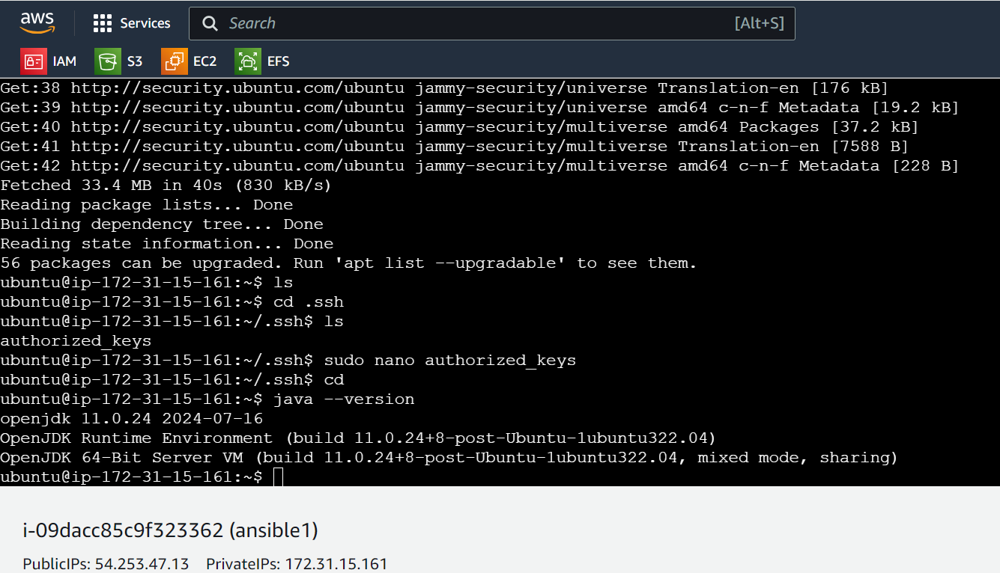 aws
Services
Search
[Alt+S]
IAM
S3
EC2
EFS
Get:38 http://security.ubuntu.com/ubuntu jammy-security/universe Translation-en [176 kB]
Get:39 http://security.ubuntu.com/ubuntu jammy-security/universe amd64 c-n-f Metadata [19.2 kB]
Get:40 http://security.ubuntu.com/ubuntu jammy-security/multiverse amd64 Packages [37.2 kB]
Get:41 http://security.ubuntu.com/ubuntu jammy-security/multiverse Translation-en [7588 B]
Get:42 http://security.ubuntu.com/ubuntu jammy-security/multiverse amd64 c-n-f Metadata [228 B]
Fetched 33.4 MB in 40s (830 kB/s)
Reading package lists... Done
Building dependency tree... Done
Reading state information... Done
56 packages can be upgraded. Run 'apt list --upgradable' to see them.
ubuntu@ip-172-31-15-161:~$ ls
ubuntu@ip-172-31-15-161:~$ cd .ssh
ubuntu@ip-172-31-15-161:~/.ssh$ ls
authorized_keys
ubuntu@ip-172-31-15-161:~/.ssh$ sudo nano authorized_keys
ubuntu@ip-172-31-15-161:~/.ssh$ cd
ubuntu@ip-172-31-15-161:~$ java --version
openjdk 11.0.24 2024-07-16
OpenJDK Runtime Environment (build 11.0.24+8-post-Ubuntu-1ubuntu322.04)
OpenJDK 64-Bit Server VM (build 11.0.24+8-post-Ubuntu-1ubuntu322.04, mixed mode, sharing)
ubuntu@ip-172-31-15-161:~$
i-09dacc85c9f323362 (ansible1)
PublicIPs: 54.253.47.13 PrivateIPs: 172.31.15.161